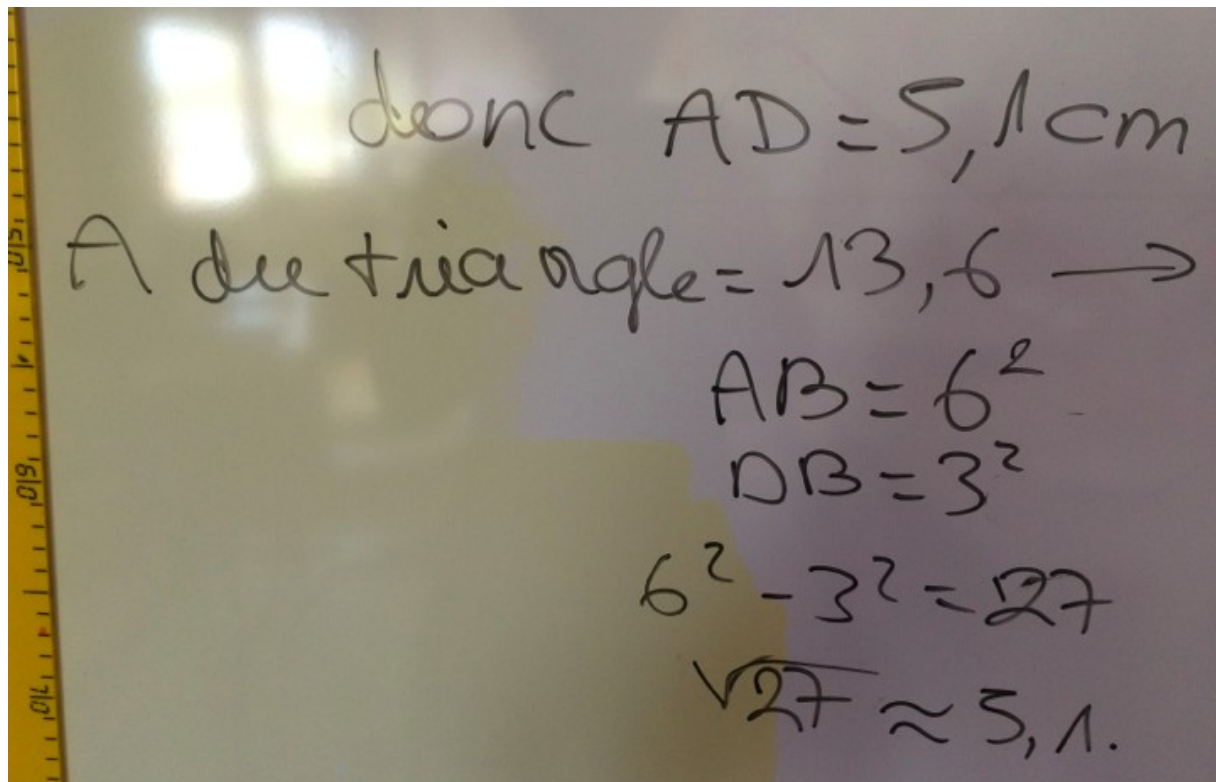 donc AD = 5,1 cm
A du triangle = 13,6 →
AB = 6²
DB = 3²
6² - 3² = 27
√27 ≈ 5,1.